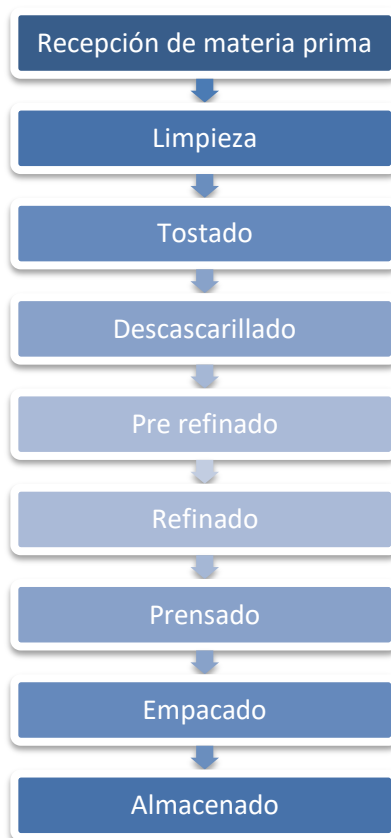 Recepción de materia prima
Limpieza
Tostado
Descascarillado
Pre refinado
Refinado
Prensado
Empacado
Almacenado